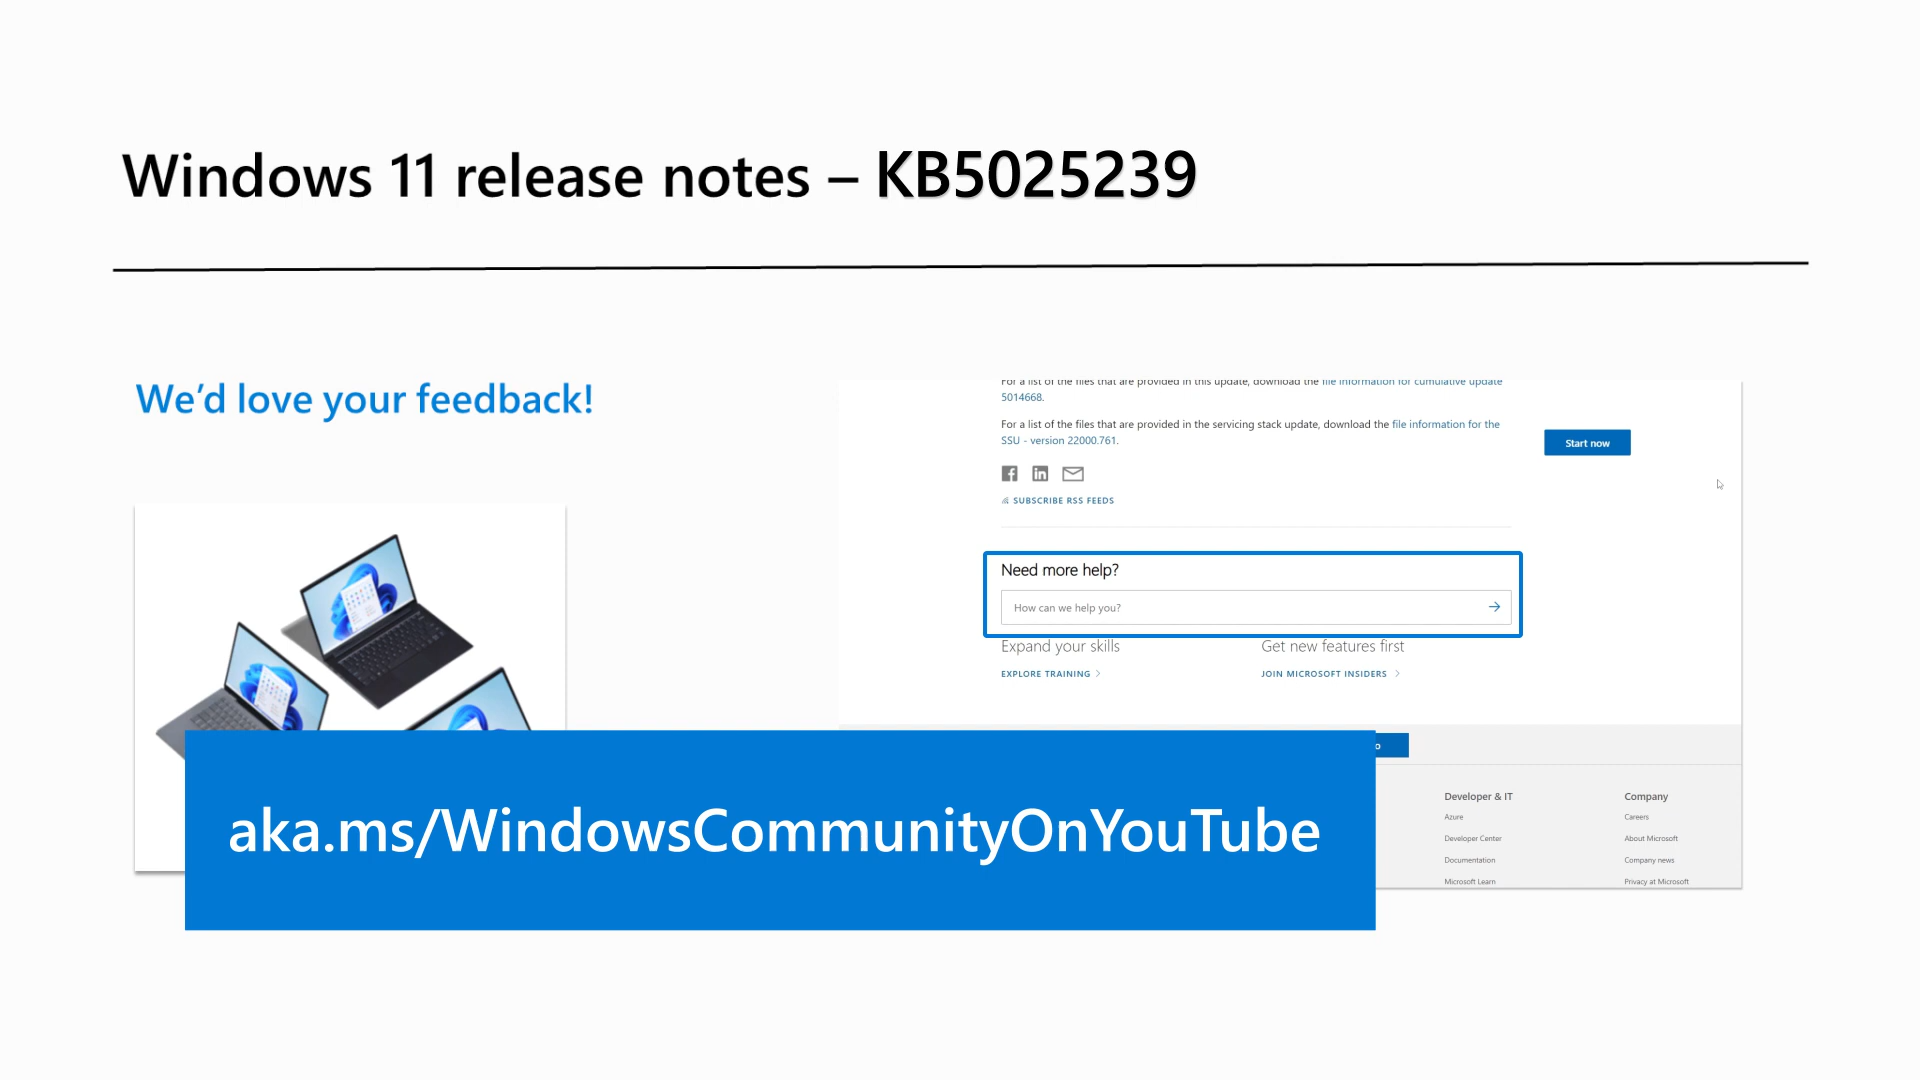 Windows 11 release notes – KB5025239
We'd love your feedback!
For a list of the files that are provided in this update, download the file information for cumulative update
5014668.
For a list of the files that are provided in the servicing stack update, download the file information for the
SSU - version 22000.761.
Start now
SUBSCRIBE RSS FEEDS
Need more help?
How can we help you?
Expand your skills
Get new features first
EXPLORE TRAINING
JOIN MICROSOFT INSIDERS
aka.ms/WindowsCommunityOnYouTube
Developer & IT
Azure
Developer Center
Documentation
Microsoft Learn
Company
Careers
About Microsoft
Company news
Privacy at Microsoft